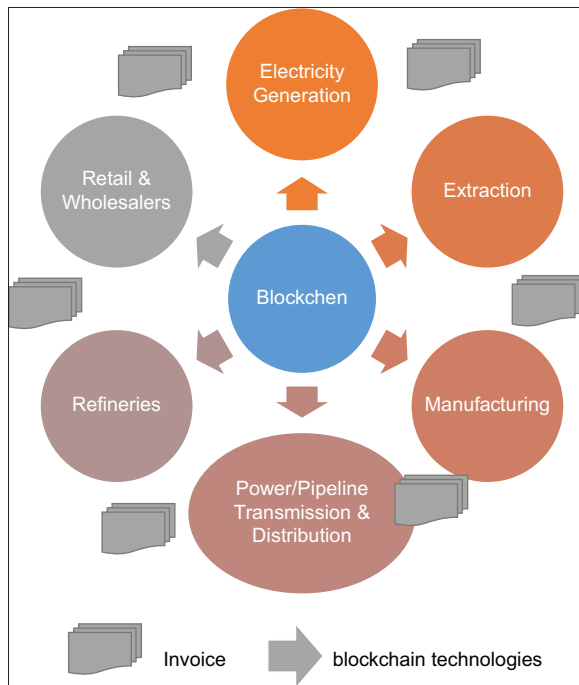 Electricity
Generation
Retail &
Wholesalers
Extraction
Blockchen
Refineries
Manufacturing
Power/Pipeline
Transmission &
Distribution
Invoice
blockchain technologies